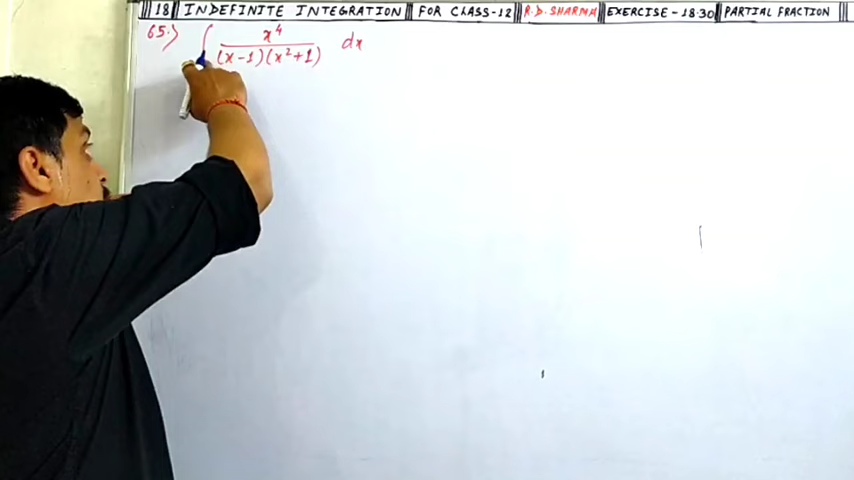 18 INDEFINITE INTEGRATION FOR CLASS-12 R.D. SHARMA EXERCISE-18.30 PARTIAL FRACTION
65.) ∫ x⁴ / (x-1)(x²+1) dx